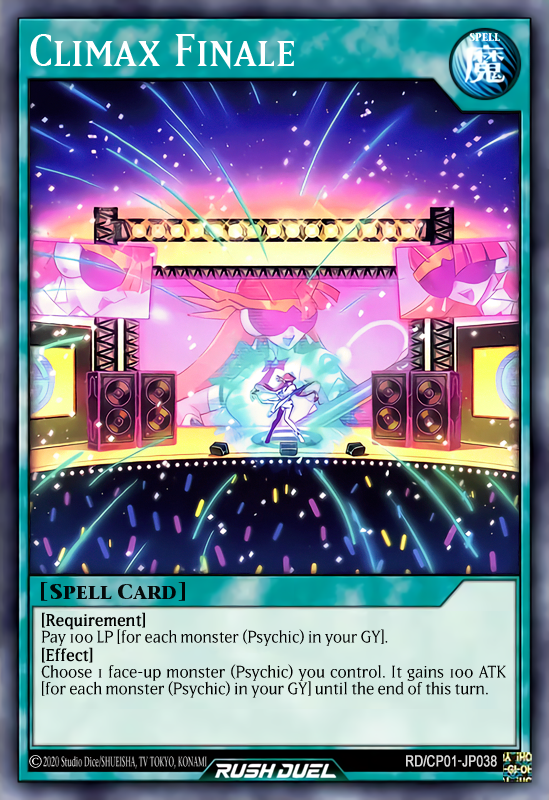 CLIMAX FINALE
SPELL
魔
[SPELL CARD]
[Requirement]
Pay 100 LP [for each monster (Psychic) in your GY].
[Effect]
Choose 1 face-up monster (Psychic) you control. It gains 100 ATK
[for each monster (Psychic) in your GY] until the end of this turn.
©2020 Studio Dice/SHUEISHA, TV TOKYO, KONAMI
RUSH DUEL
RD/CP01-JP038